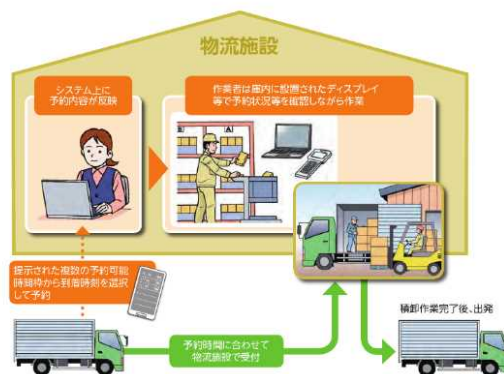 物流施設
システム上に
予約内容が反映
作業者は庫内に設置されたディスプレイ
等で予約状況等を確認しながら作業
提示された複数の予約可能
時間枠から到着時刻を選択
して予約
予約時間に合わせて
物流施設で受付
積卸作業完了後、出発